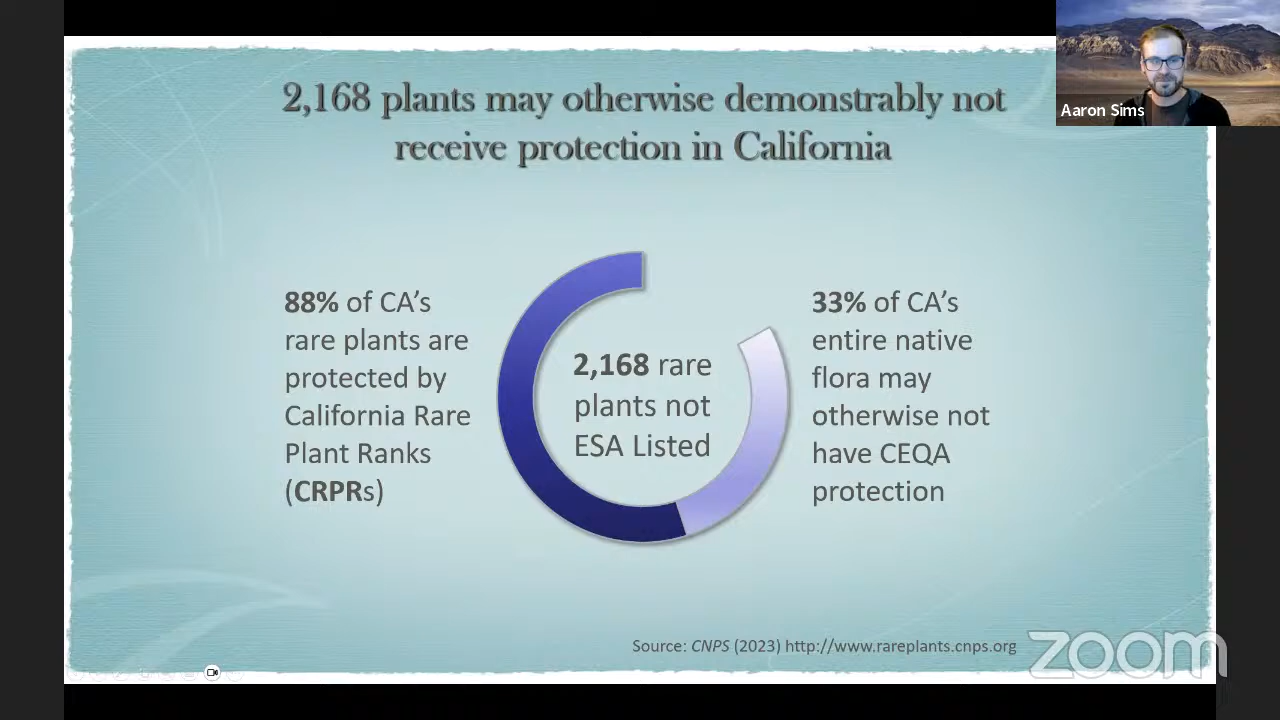 2,168 plants may otherwise demonstrably not
receive protection in California
Aaron Sims
88% of CA's
rare plants are
protected by
California Rare
Plant Ranks
(CRPRs)
2,168 rare
plants not
ESA Listed
33% of CA's
entire native
flora may
otherwise not
have CEQA
protection
Source: CNPS (2023) http://www.rareplants.cnps.org
zoom